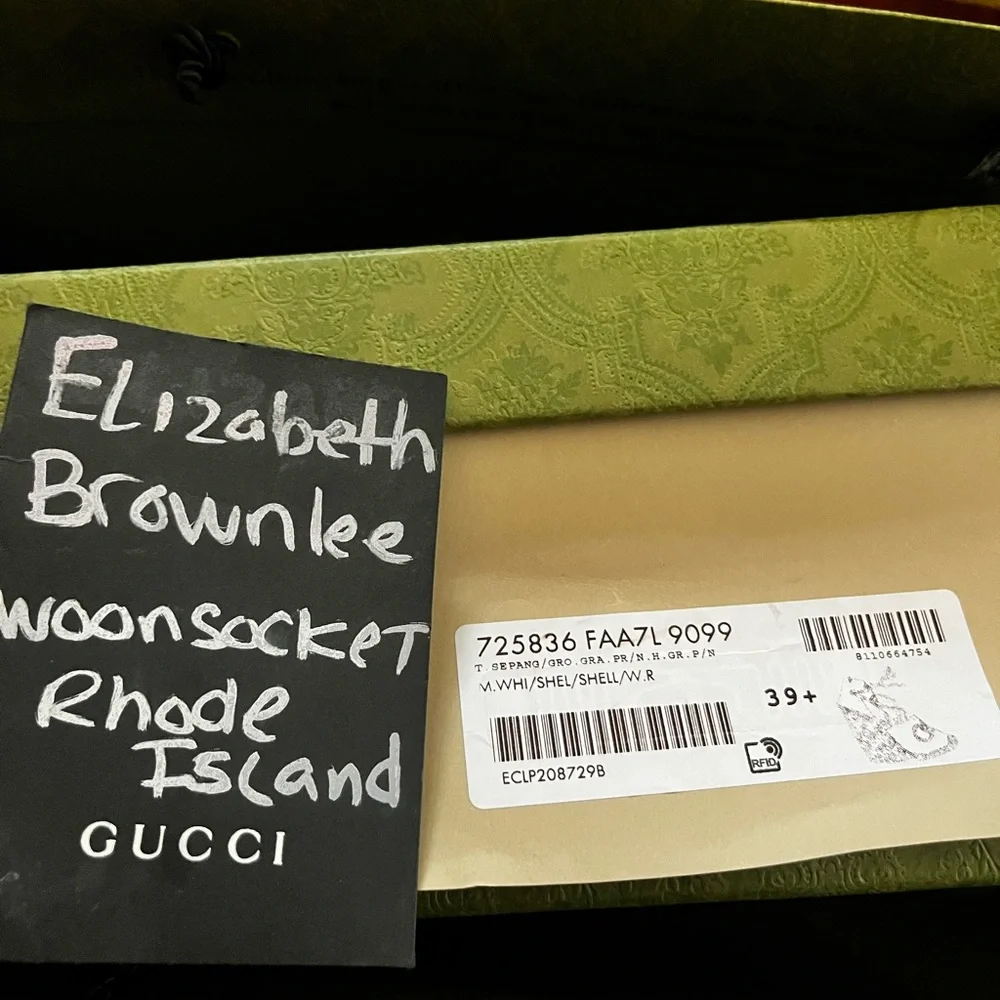 ELizabeth
Brownlee
woonsockeT
Rhode
Island
GUCCI
725836 FAA7L 9099
T. SEPANG/GRO.GRA.PR/N.H.GR.P/N
M.WHI/SHEL/SHELL/W.R
8110664754
39+
ECLP208729B
RFID